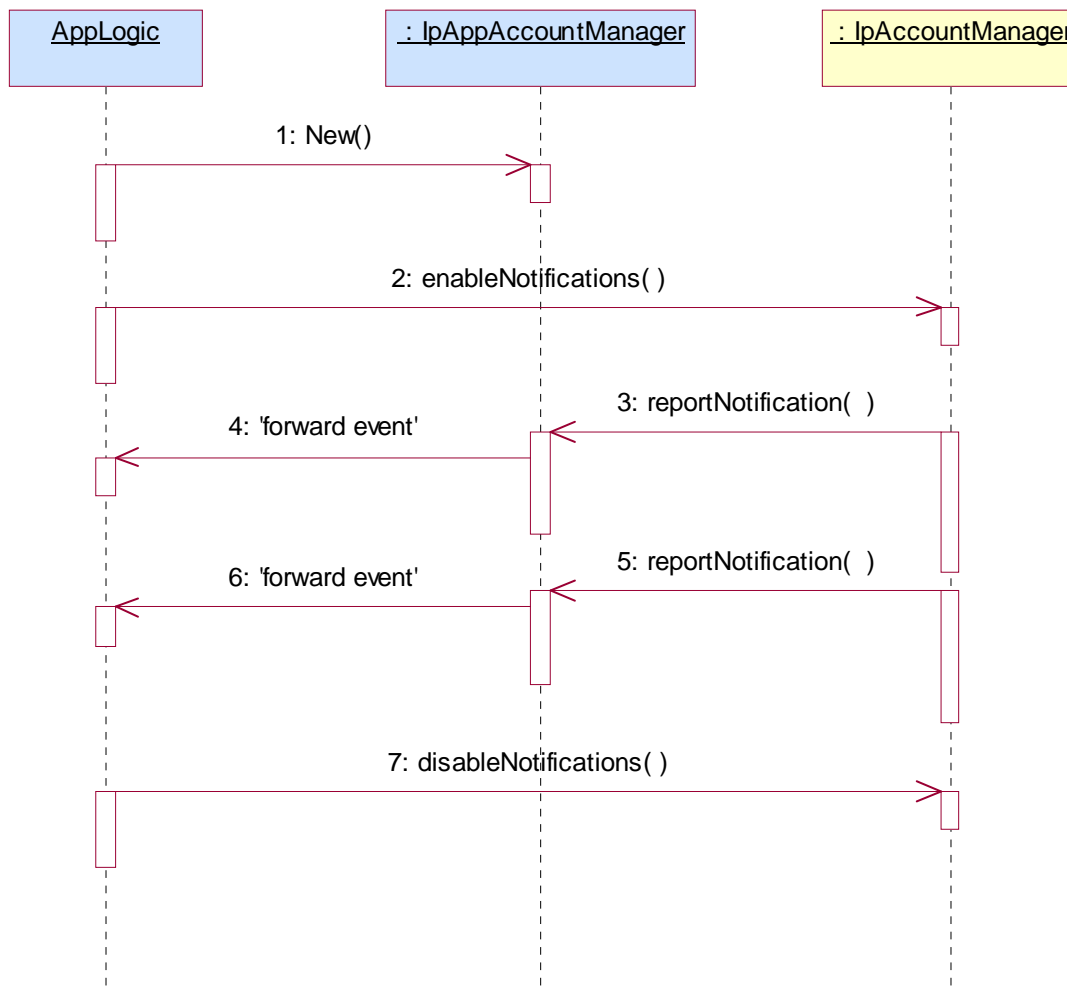 AppLogic
: IpAppAccountManager
: IpAccountManager
1: New()
2: enableNotifications( )
3: reportNotification(  )
4: 'forward event'
5: reportNotification(  )
6: 'forward event'
7: disableNotifications( )